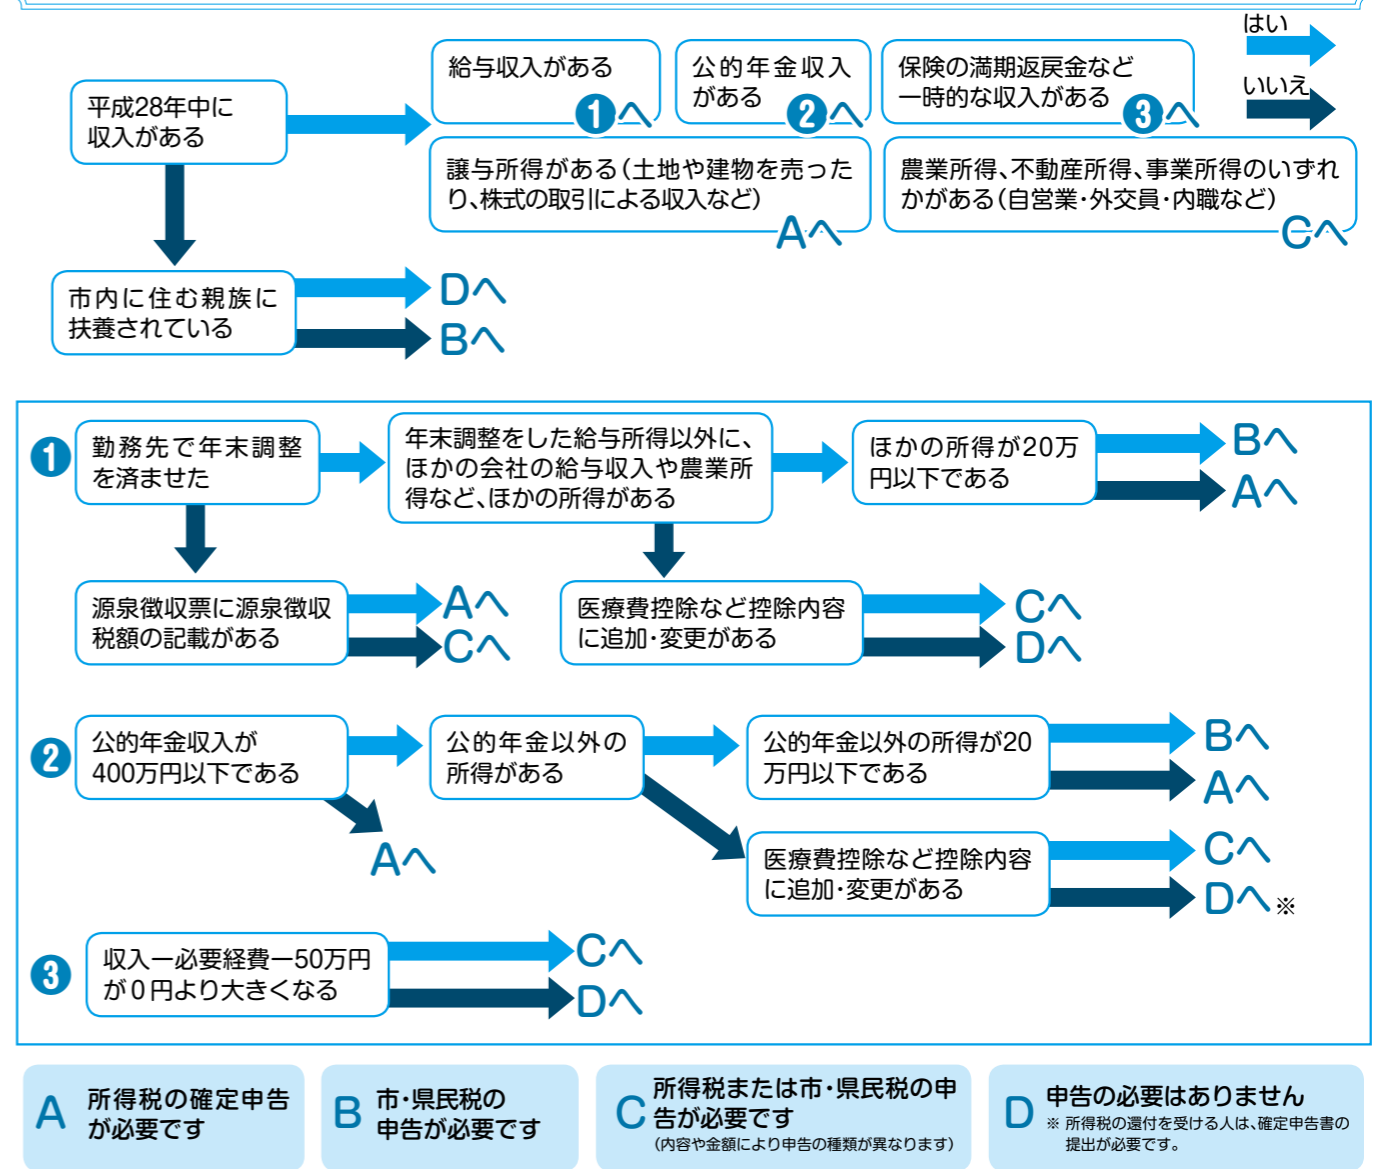 はい
いいえ
平成28年中に
収入がある
給与収入がある
❶へ
公的年金収入
がある
❷へ
保険の満期返戻金など
一時的な収入がある
❸へ
譲与所得がある(土地や建物を売った
り、株式の取引による収入など)
Aへ
農業所得、不動産所得、事業所得のいずれ
かがある(自営業・外交員・内職など)
Cへ
市内に住む親族に
扶養されている
Dへ
Bへ
❶
勤務先で年末調整
を済ませた
年末調整をした給与所得以外に、
ほかの会社の給与収入や農業所
得など、ほかの所得がある
ほかの所得が20万
円以下である
Bへ
Aへ
源泉徴収票に源泉徴収
税額の記載がある
Aへ
Cへ
医療費控除など控除内容
に追加・変更がある
Cへ
Dへ
❷
公的年金収入が
400万円以下である
Aへ
公的年金以外の
所得がある
公的年金以外の所得が20
万円以下である
Bへ
Aへ
医療費控除など控除内容
に追加・変更がある
Cへ
Dへ※
❸
収入ー必要経費ー50万円
が0円より大きくなる
Cへ
Dへ
A 所得税の確定申告
が必要です
B 市・県民税の
申告が必要です
C 所得税または市・県民税の申
告が必要です
(内容や金額により申告の種類が異なります)
D 申告の必要はありません
※ 所得税の還付を受ける人は、確定申告書の
提出が必要です。